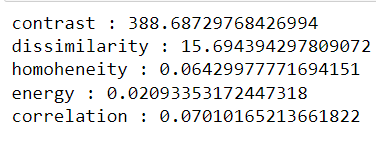 contrast : 388.68729768426994
dissimilarity : 15.694394297809072
homoheneity : 0.06429977771694151
energy : 0.02093353172447318
correlation : 0.07010165213661822